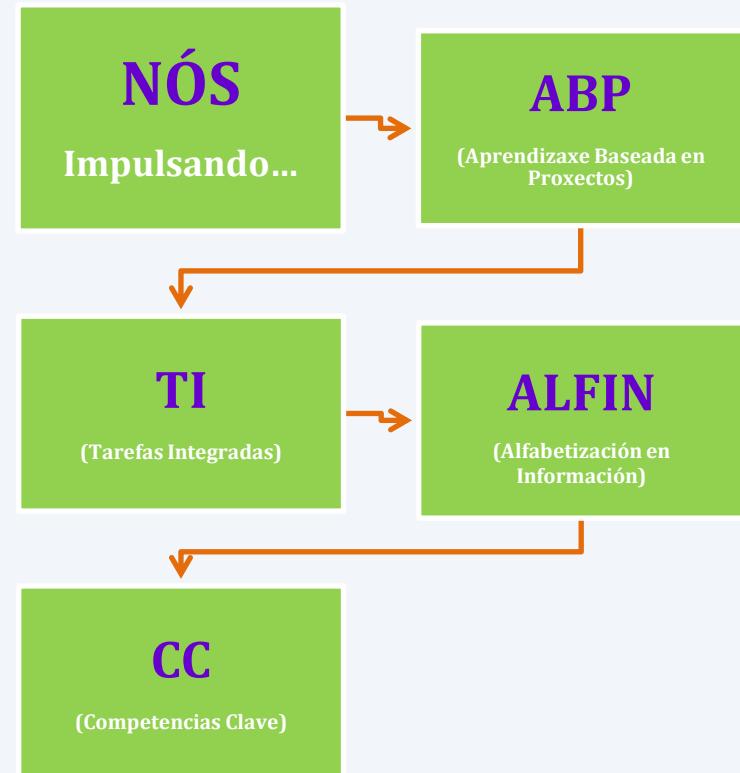 NÓS
Impulsando...
ABP
(Aprendizaxe Baseada en
Proxectos)
TI
(Tarefas Integradas)
ALFIN
(Alfabetización en
Información)
CC
(Competencias Clave)